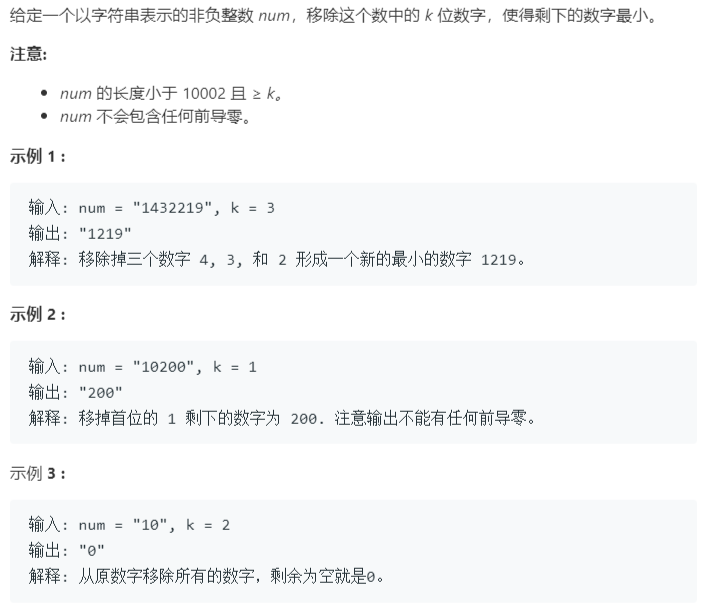 给定一个以字符串表示的非负整数 num，移除这个数中的 k 位数字，使得剩下的数字最小。
注意:
• num 的长度小于 10002 且 ≥ k。
• num 不会包含任何前导零。
示例 1 :
输入: num = "1432219", k = 3
输出: "1219"
解释: 移除掉三个数字 4, 3, 和 2 形成一个新的最小的数字 1219。
示例 2 :
输入: num = "10200", k = 1
输出: "200"
解释: 移掉首位的 1 剩下的数字为 200. 注意输出不能有任何前导零。
示例 3 :
输入: num = "10", k = 2
输出: "0"
解释: 从原数字移除所有的数字，剩余为空就是0。